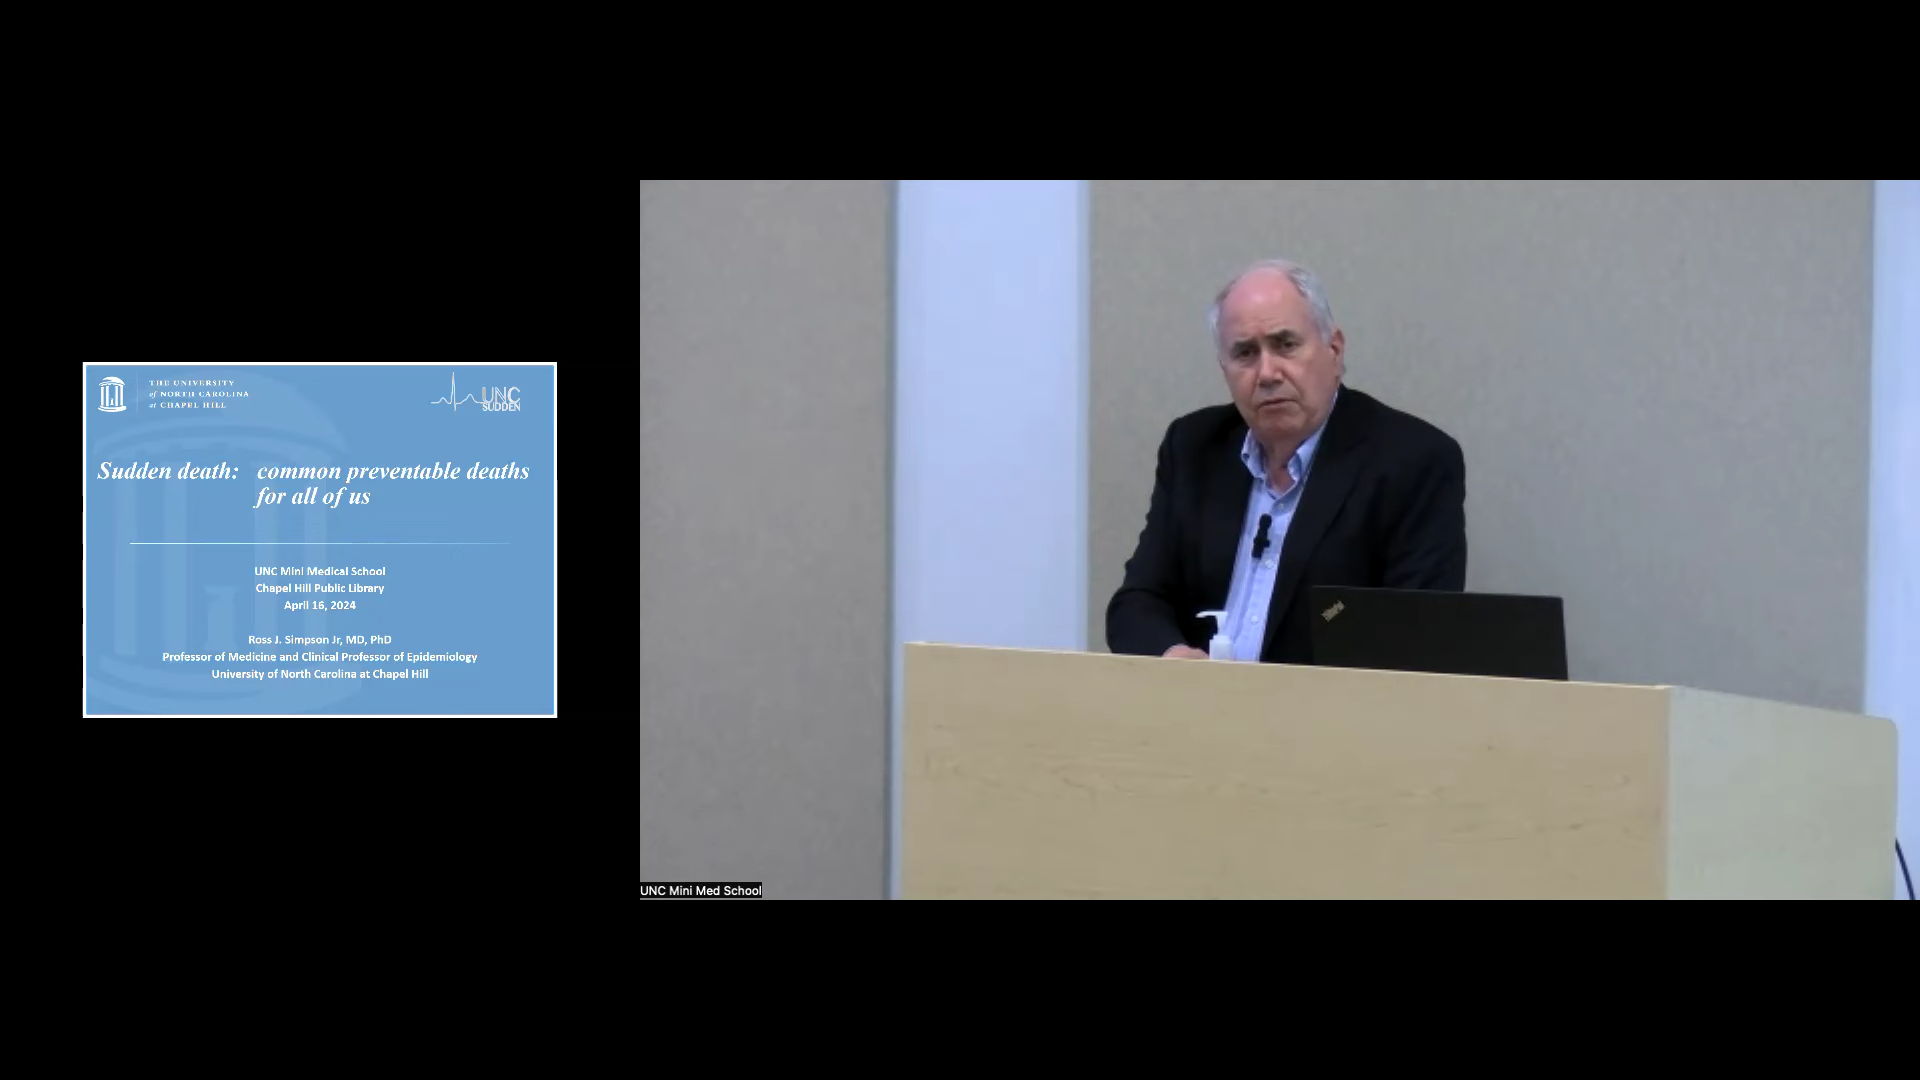 THE UNIVERSITY
of NORTH CAROLINA
at CHAPEL HILL
UNC
SUDDEN
Sudden death: common preventable deaths
for all of us
UNC Mini Medical School
Chapel Hill Public Library
April 16, 2024
Ross J. Simpson Jr, MD, PhD
Professor of Medicine and Clinical Professor of Epidemiology
University of North Carolina at Chapel Hill
ThinkPad
UNC Mini Med School